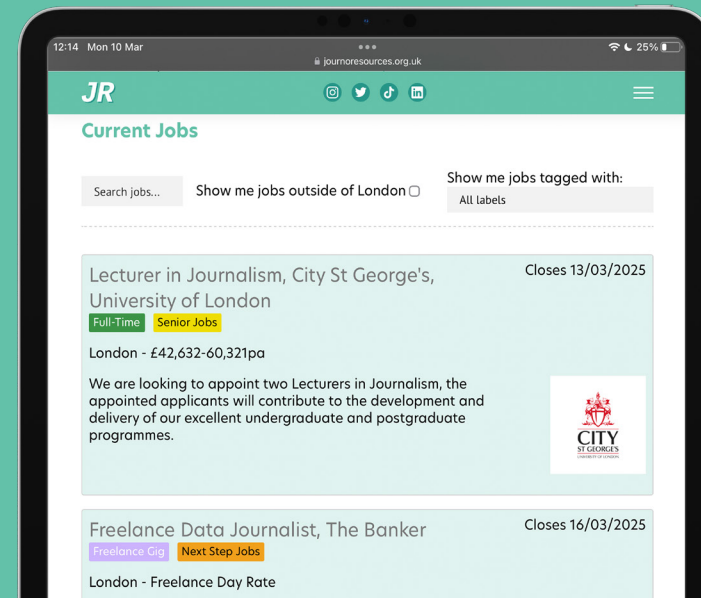 12:14 Mon 10 Mar
25%
journoresources.org.uk
JR
Current Jobs
Search jobs...
Show me jobs outside of London
Show me jobs tagged with:
All labels
Lecturer in Journalism, City St George's,
University of London
Closes 13/03/2025
Full-Time
Senior Jobs
London - £42,632-60,321pa
We are looking to appoint two Lecturers in Journalism, the
appointed applicants will contribute to the development and
delivery of our excellent undergraduate and postgraduate
programmes.
CITY
ST GEORGE'S
UNIVERSITY OF LONDON
Freelance Data Journalist, The Banker
Closes 16/03/2025
Freelance Gig
Next Step Jobs
London - Freelance Day Rate